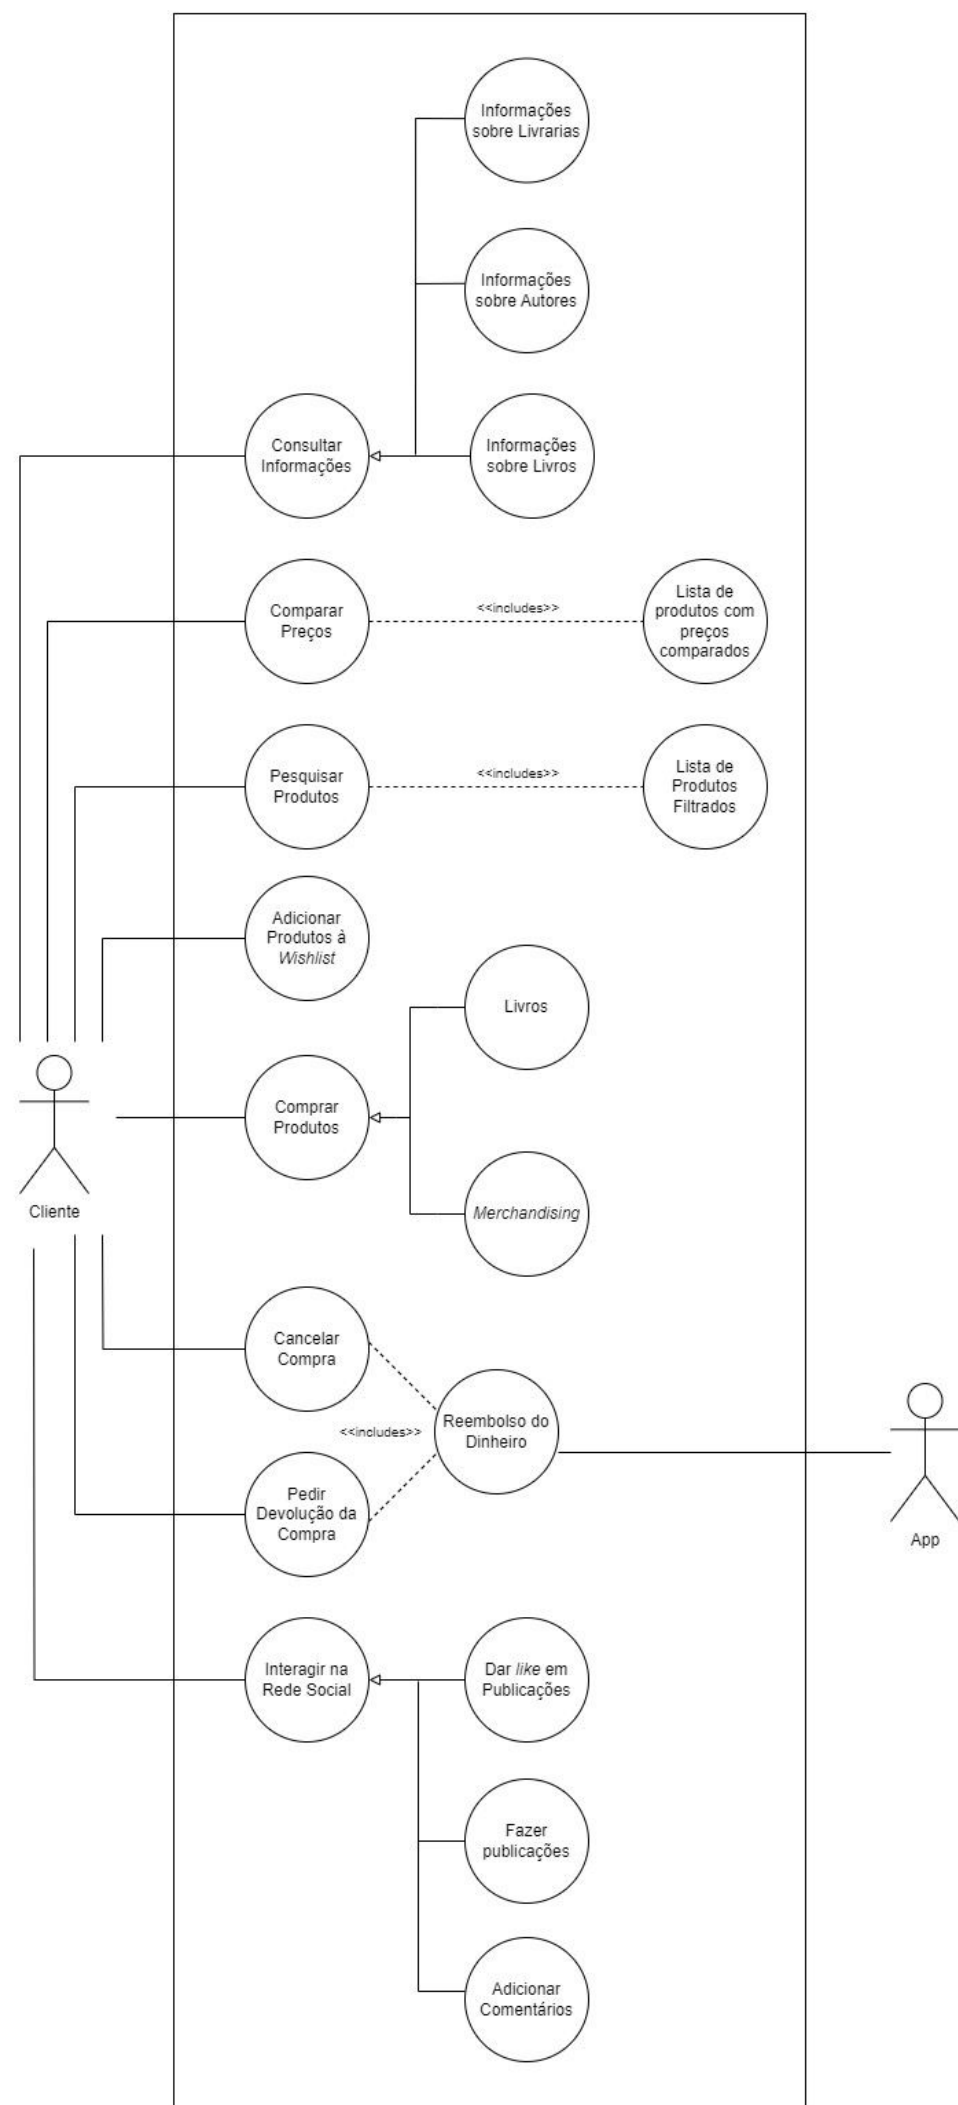 Informações
sobre Livrarias
Informações
sobre Autores
Consultar
Informações
Informações
sobre Livros
Comparar
Preços
<<includes>>
Lista de
produtos com
preços
comparados
Pesquisar
Produtos
<<includes>>
Lista de
Produtos
Filtrados
Adicionar
Produtos à
Wishlist
Livros
Comprar
Produtos
Merchandising
Cliente
Cancelar
Compra
<<includes>>
Reembolso do
Dinheiro
Pedir
Devolução da
Compra
App
Interagir na
Rede Social
Dar like em
Publicações
Fazer
publicações
Adicionar
Comentários